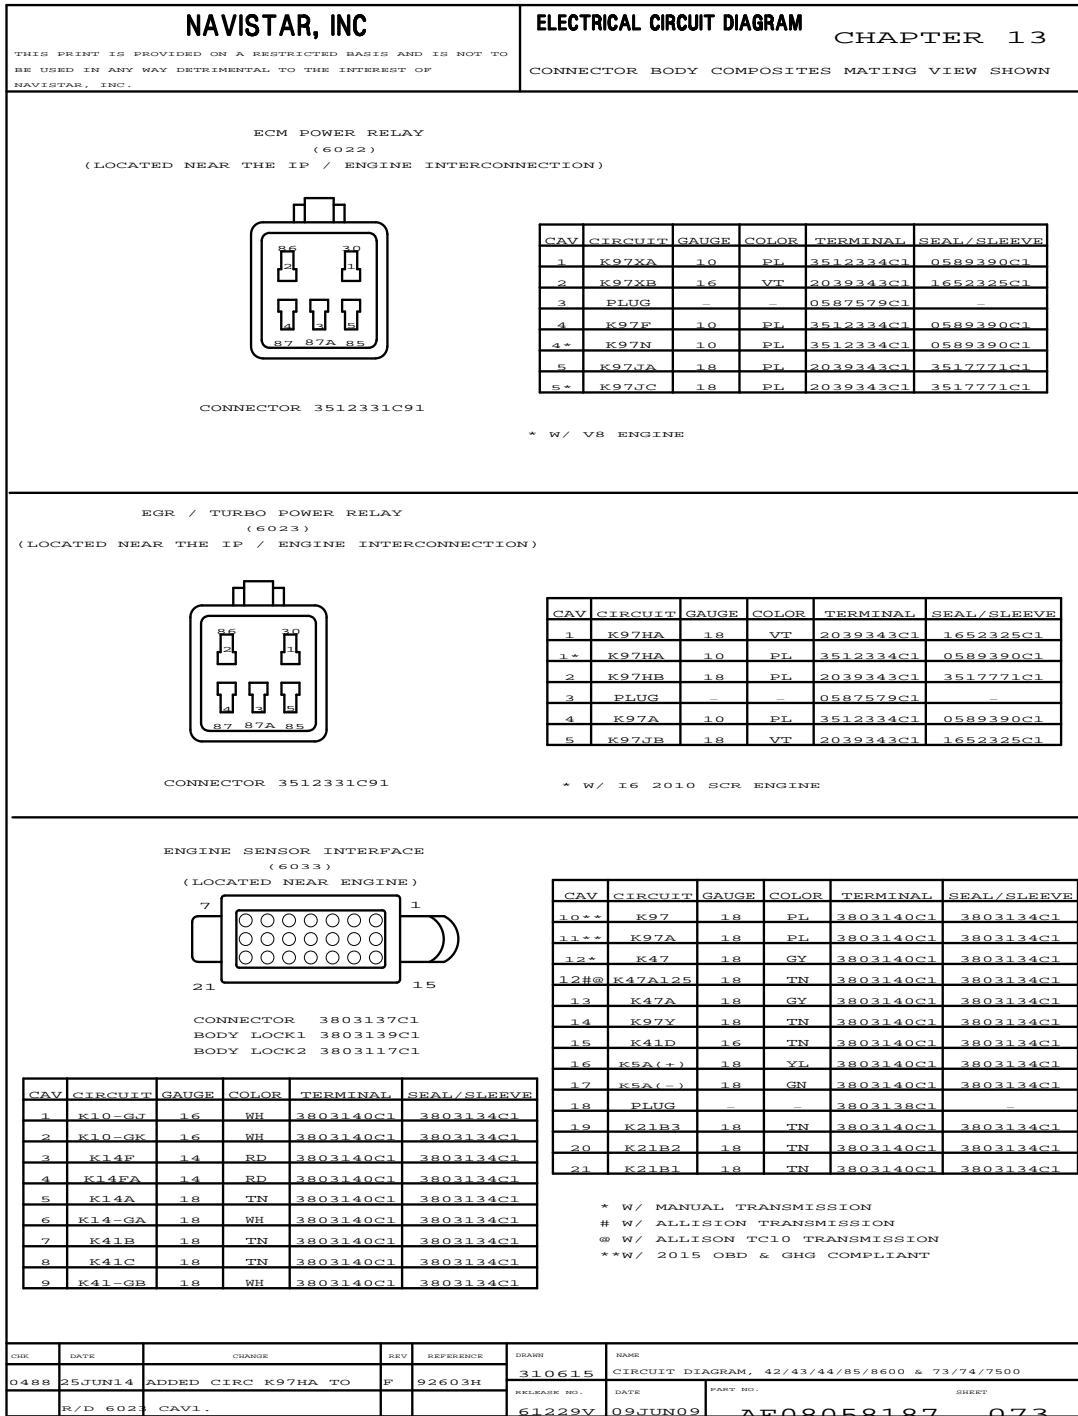 NAVISTAR, INC
THIS PRINT IS PROVIDED ON A RESTRICTED BASIS AND IS NOT TO
BE USED IN ANY WAY DETRIMENTAL TO THE INTEREST OF
NAVISTAR, INC.
ELECTRICAL CIRCUIT DIAGRAM
CHAPTER 13
CONNECTOR BODY COMPOSITES MATING VIEW SHOWN
ECM POWER RELAY
(6022)
(LOCATED NEAR THE IP / ENGINE INTERCONNECTION)
86 30
2 1
4 3 5
87 87A 85
CONNECTOR 3512331C91
CAV CIRCUIT GAUGE COLOR TERMINAL SEAL/SLEEVE
1 K97XA 10 PL 3512334C1 0589390C1
2 K97XB 16 VT 2039343C1 1652325C1
3 PLUG - - 0587579C1 -
4 K97F 10 PL 3512334C1 0589390C1
4* K97N 10 PL 3512334C1 0589390C1
5 K97JA 18 PL 2039343C1 3517771C1
5* K97JC 18 PL 2039343C1 3517771C1
* W/ V8 ENGINE
EGR / TURBO POWER RELAY
(6023)
(LOCATED NEAR THE IP / ENGINE INTERCONNECTION)
86 30
2 1
4 3 5
87 87A 85
CONNECTOR 3512331C91
CAV CIRCUIT GAUGE COLOR TERMINAL SEAL/SLEEVE
1 K97HA 18 VT 2039343C1 1652325C1
1* K97HA 10 PL 3512334C1 0589390C1
2 K97HB 18 PL 2039343C1 3517771C1
3 PLUG - - 0587579C1 -
4 K97A 10 PL 3512334C1 0589390C1
5 K97JB 18 VT 2039343C1 1652325C1
* W/ I6 2010 SCR ENGINE
ENGINE SENSOR INTERFACE
(6033)
(LOCATED NEAR ENGINE)
7 1
21 15
CONNECTOR 3803137C1
BODY LOCK1 3803139C1
BODY LOCK2 3803117C1
CAV CIRCUIT GAUGE COLOR TERMINAL SEAL/SLEEVE
1 K10-GJ 16 WH 3803140C1 3803134C1
2 K10-GK 16 WH 3803140C1 3803134C1
3 K14F 14 RD 3803140C1 3803134C1
4 K14FA 14 RD 3803140C1 3803134C1
5 K14A 18 TN 3803140C1 3803134C1
6 K14-GA 18 WH 3803140C1 3803134C1
7 K41B 18 TN 3803140C1 3803134C1
8 K41C 18 TN 3803140C1 3803134C1
9 K41-GB 18 WH 3803140C1 3803134C1
CAV CIRCUIT GAUGE COLOR TERMINAL SEAL/SLEEVE
10** K97 18 PL 3803140C1 3803134C1
11** K97A 18 PL 3803140C1 3803134C1
12* K47 18 GY 3803140C1 3803134C1
12#@ K47A125 18 TN 3803140C1 3803134C1
13 K47A 18 GY 3803140C1 3803134C1
14 K97Y 18 TN 3803140C1 3803134C1
15 K41D 16 TN 3803140C1 3803134C1
16 K5A(+) 18 YL 3803140C1 3803134C1
17 K5A(-) 18 GN 3803140C1 3803134C1
18 PLUG - - 3803138C1 -
19 K21B3 18 TN 3803140C1 3803134C1
20 K21B2 18 TN 3803140C1 3803134C1
21 K21B1 18 TN 3803140C1 3803134C1
* W/ MANUAL TRANSMISSION
# W/ ALLISION TRANSMISSION
@ W/ ALLISON TC10 TRANSMISSION
**W/ 2015 OBD & GHG COMPLIANT
CHK DATE CHANGE REV REFERENCE
0488 25JUN14 ADDED CIRC K97HA TO F 92603H
R/D 6023 CAV1.
DRAWN NAME
310615 CIRCUIT DIAGRAM, 42/43/44/85/8600 & 73/74/7500
RELEASE NO. DATE PART NO. SHEET
61229V 09JUN09 AE08058187 073